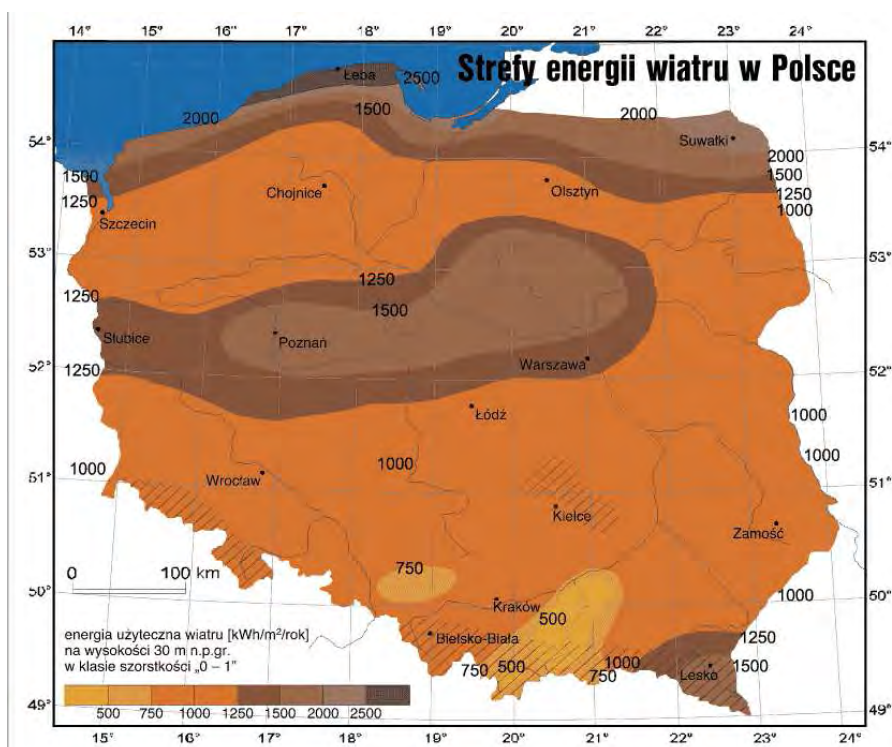 14° 15° 16° 17° 18° 19° 20° 21° 22° 23° 24°
Strefy energii wiatru w Polsce
Łeba
2500
2000
1500
2000
54°
Suwałki
54°
2000
1500
1500
1250
Chojnice
Olsztyn
1250
1000
Szczecin
53°
53°
1250
1250
1500
Słubice
Poznań
Warszawa
52°
1250
52°
Łódź
1000
1000
1000
51°
Wrocław
51°
Kielce
Zamość
0 100 km
750
50°
Kraków
1000
50°
500
energia użyteczna wiatru [kWh/m²/rok]
na wysokości 30 m n.p.gr.
w klasie szorstkości „0 – 1”
Bielsko-Biała
1250
750
500
750
1000
1500
Lesko
49°
49°
500 750 1000 1250 1500 2000 2500
15° 16° 17° 18° 19° 20° 21° 22° 23°